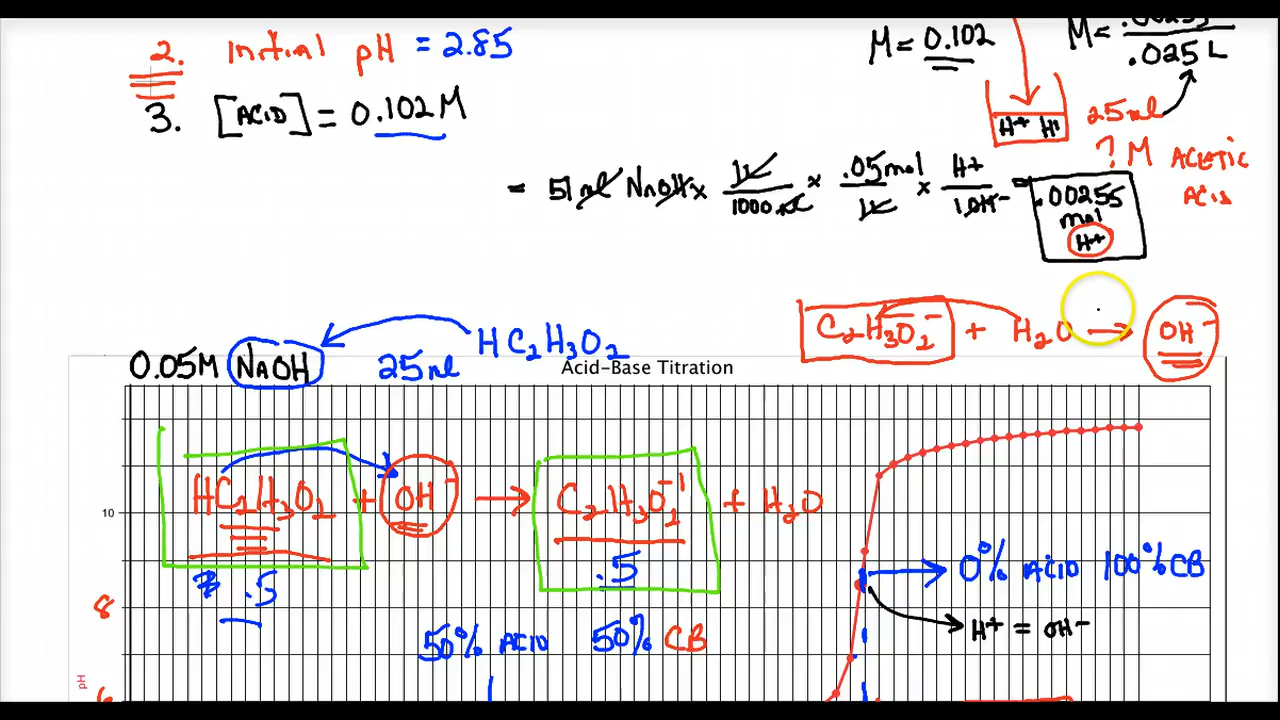 2. Initial pH = 2.85
M = 0.102
M = .00255
.025 L
3. [ACID] = 0.102 M
H+ H+
25 ml
? M ACETIC ACID
= 51 ml NaOH x 1L/1000 mL x .05 mol/1L x H+/1 OH- = .00255 mol H+
C2H3O2- + H2O → OH-
0.05M NaOH 25 ml HC2H3O2
Acid-Base Titration
HC2H3O2 + OH- → C2H3O2-1 + H2O
10
.5 .5
0% ACID 100% CB
8
H+ = OH-
50% ACID 50% CB
pH
6